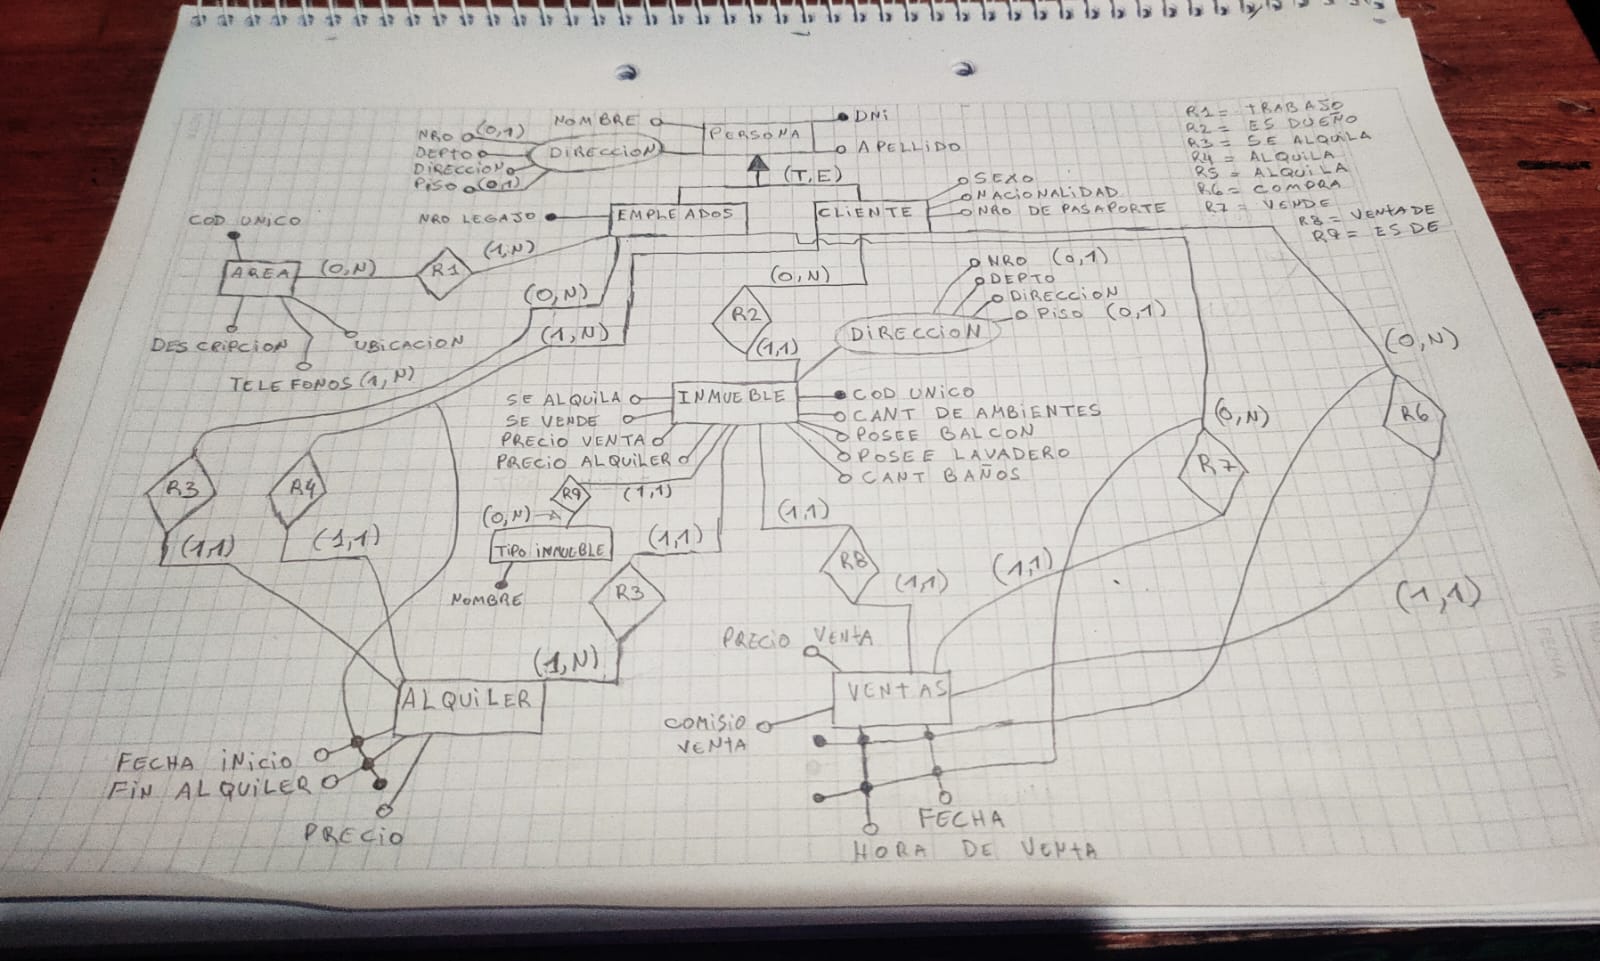 NOMBRE
PERSONA
DNi
APELLiDO
NRO (0,1)
DEPTO
DiRECCiON
Piso (0,1)
DiRECCiON
(T,E)
R1 = TRABAJO
R2 = ES DUEÑO
R3 = SE ALQUiLA
R4 = ALQUiLA
R5 = ALQUiLA
R6 = COMPRA
R7 = VENDE
R8 = VENTA DE
R9 = ES DE
NRO LEGAJO
EMPLEADOS
CLiENTE
SEXO
NACiONALiDAD
NRO DE PASAPORTE
COD UNiCO
AREA
(0,N)
R1
(1,N)
DESCRiPCiON
UBiCACiON
TELEFONOS (1,N)
(0,N)
(1,N)
(0,N)
R2
(1,1)
NRO (0,1)
DEPTO
DiRECCiON
Piso (0,1)
DiRECCiON
(0,N)
R6
SE ALQUiLA
SE VENDE
PRECiO VENTA
PRECiO ALQUiLER
iNMUEBLE
COD UNiCO
CANT DE AMBiENTES
POSEE BALCON
POSEE LAVADERO
CANT BAÑOS
(0,N)
R7
R3
(1,1)
R4
(1,1)
R9
(1,1)
(0,N)
TiPO iNMUEBLE
NOMBRE
(1,1)
R3
(1,N)
(1,1)
R8
(1,1)
(1,1)
(1,1)
ALQUiLER
FECHA iNiCiO
FiN ALQUiLER
PRECiO
PRECiO VENTA
VENTAS
COMiSiO
VENTA
FECHA
HORA DE VENTA
FECHA